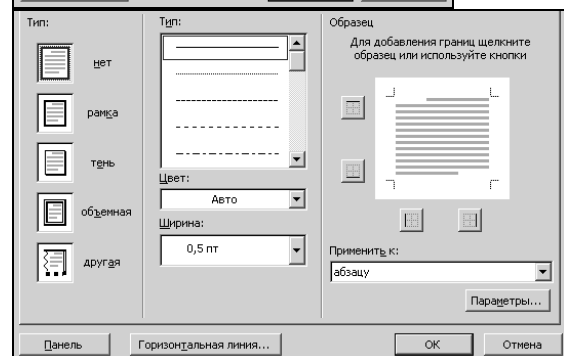 Тип:
нет
рамка
тень
объемная
другая
Тип:
Цвет:
Авто
Ширина:
0,5 пт
Образец
Для добавления границ щелкните
образец или используйте кнопки
Применить к:
абзацу
Параметры...
Панель
Горизонтальная линия...
ОК
Отмена